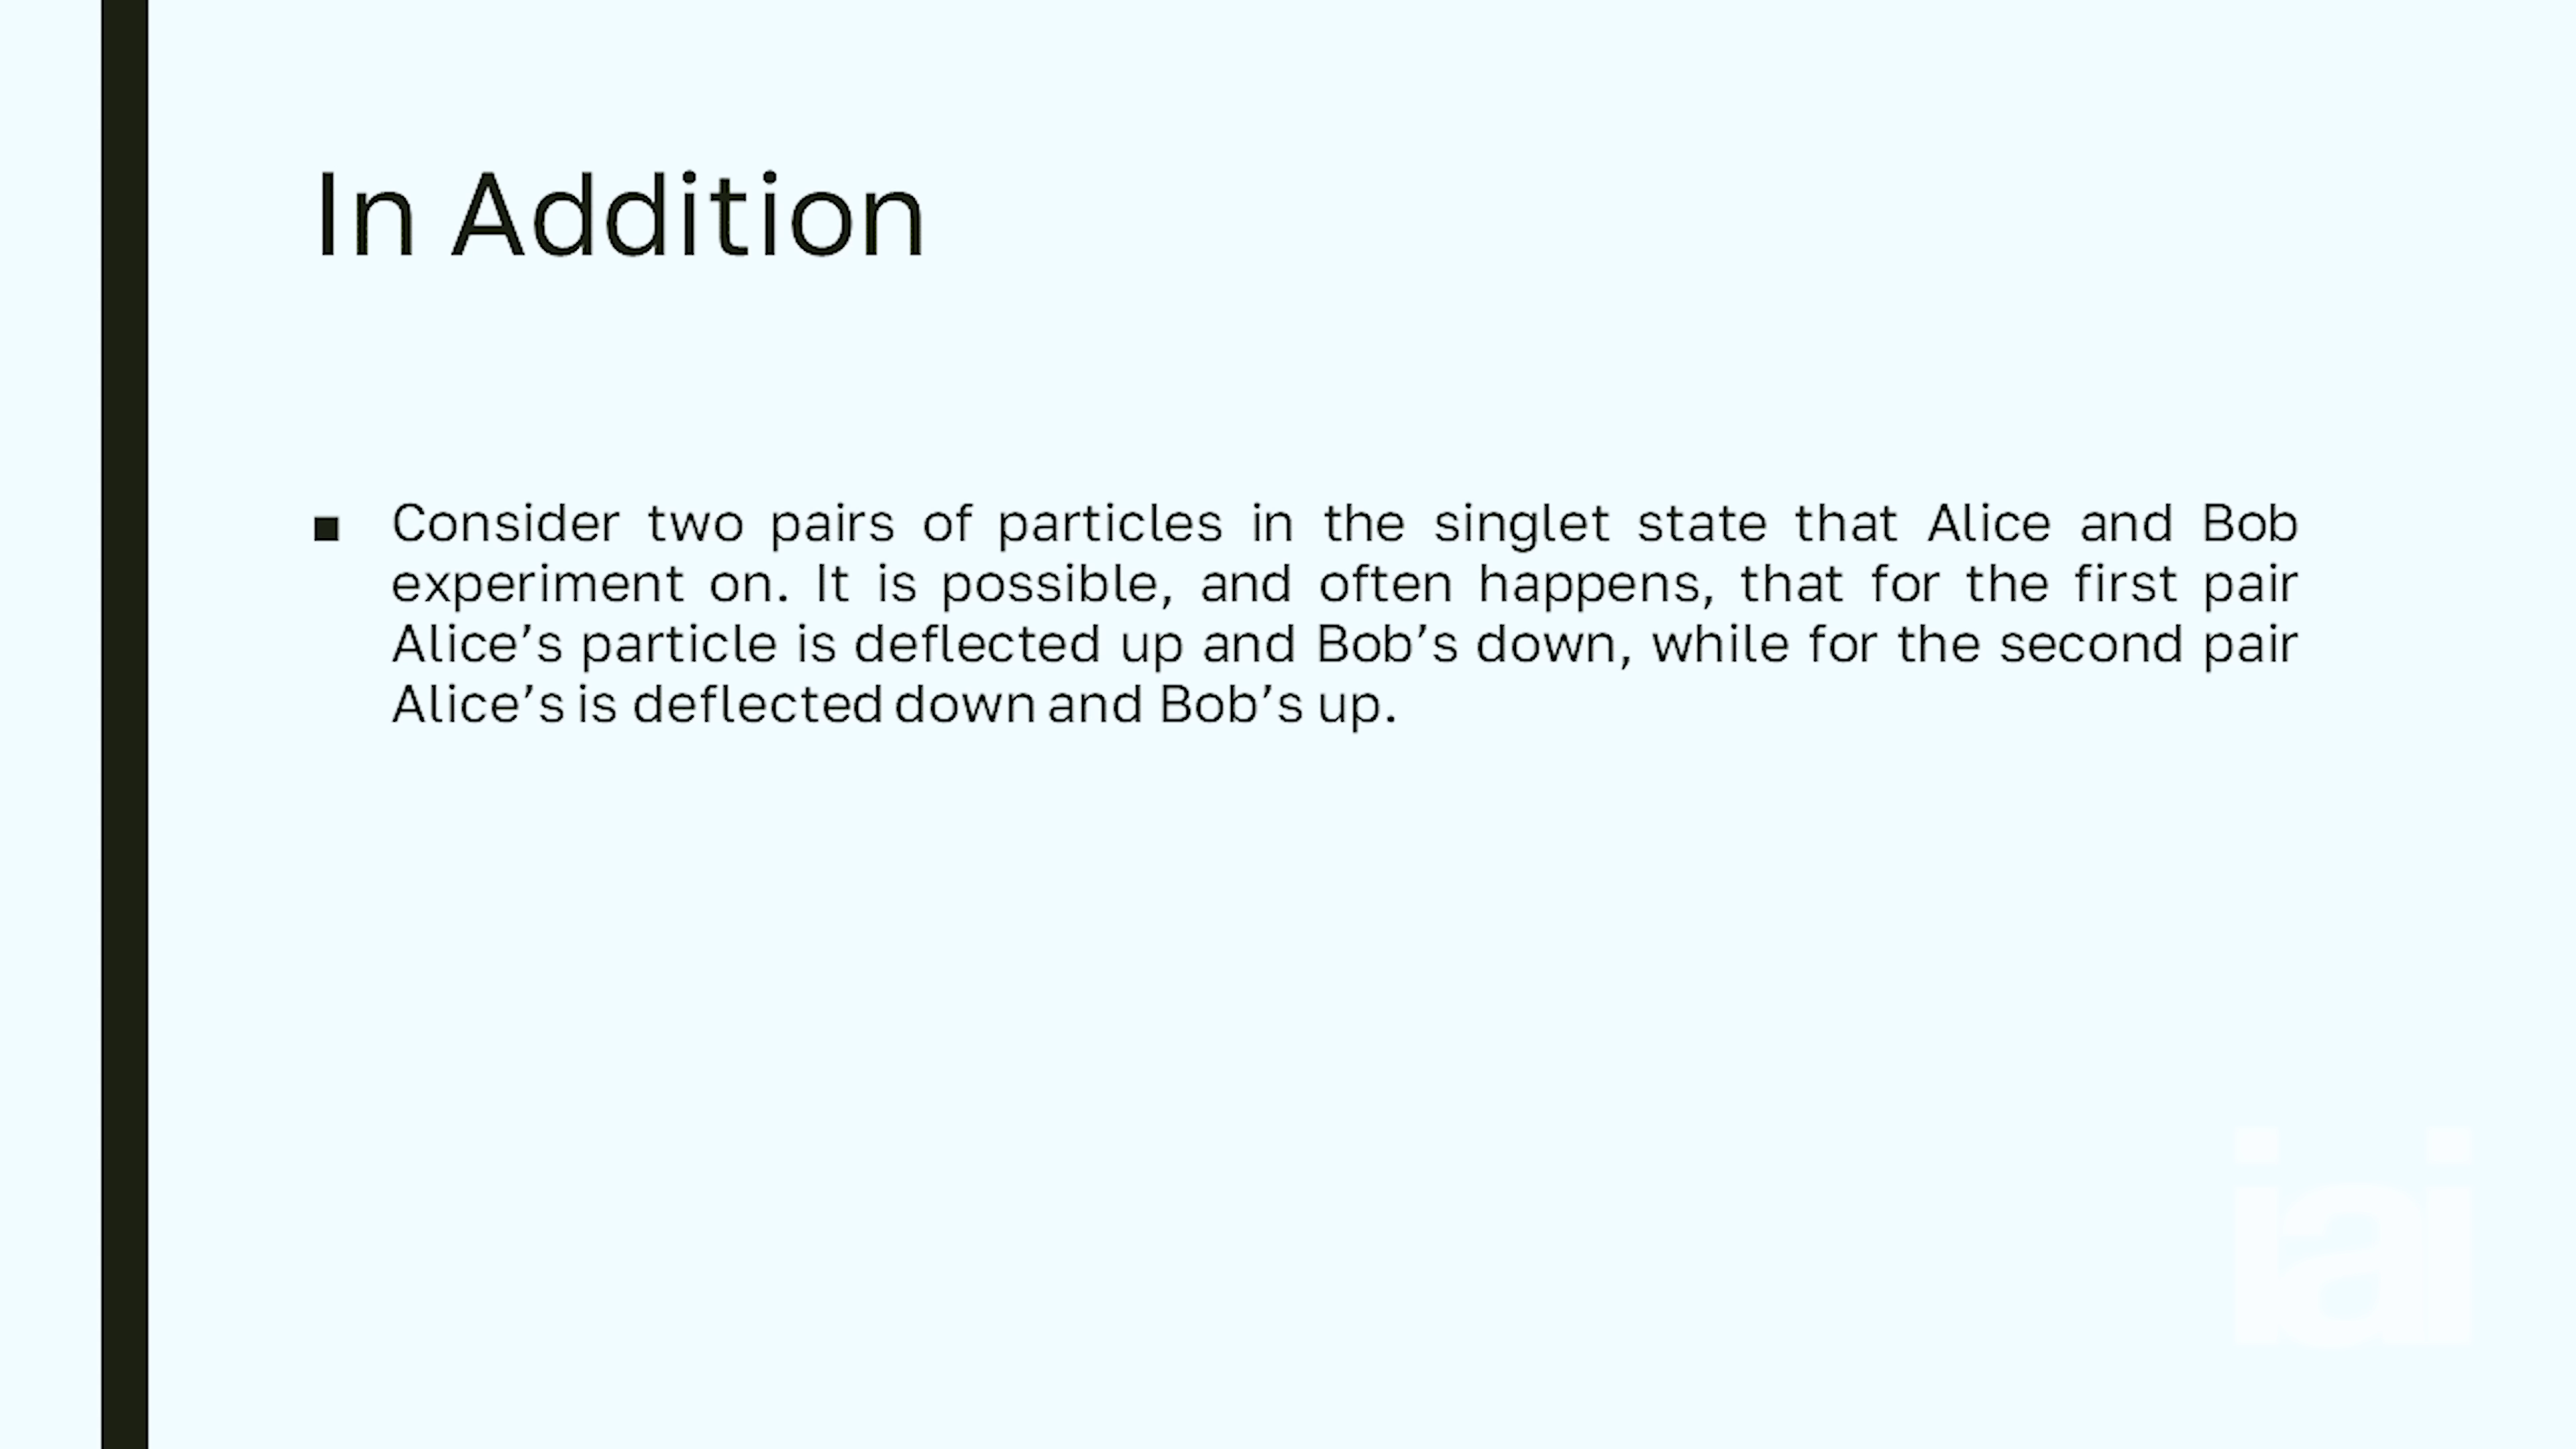 In Addition
■ Consider two pairs of particles in the singlet state that Alice and Bob
experiment on. It is possible, and often happens, that for the first pair
Alice’s particle is deflected up and Bob’s down, while for the second pair
Alice’s is deflected down and Bob’s up.
iai